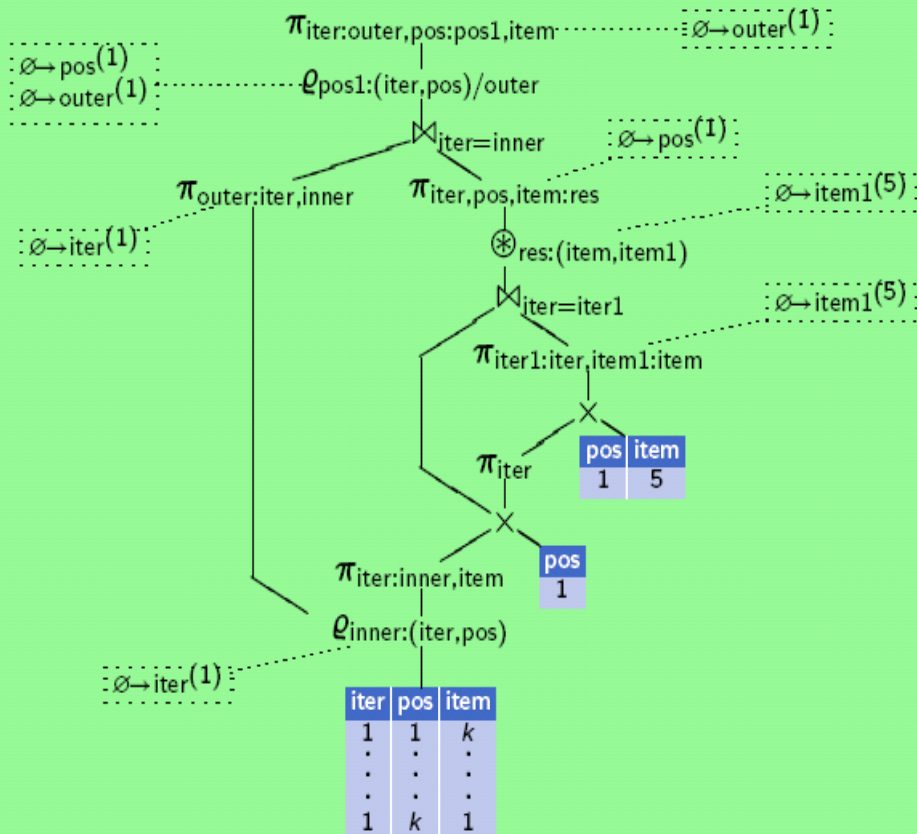 π iter:outer,pos:pos1,item
∅→outer(1)
∅→pos(1)
∅→outer(1)
ϱ pos1:(iter,pos)/outer
⋈ iter=inner
∅→pos(1)
π outer:iter,inner
π iter,pos,item:res
∅→item1(5)
∅→iter(1)
⊛ res:(item,item1)
⋈ iter=iter1
∅→item1(5)
π iter1:iter,item1:item
×
pos item
1 5
π iter
×
pos
1
π iter:inner,item
ϱ inner:(iter,pos)
∅→iter(1)
iter pos item
1 1 k
. . .
. . .
. . .
1 k 1